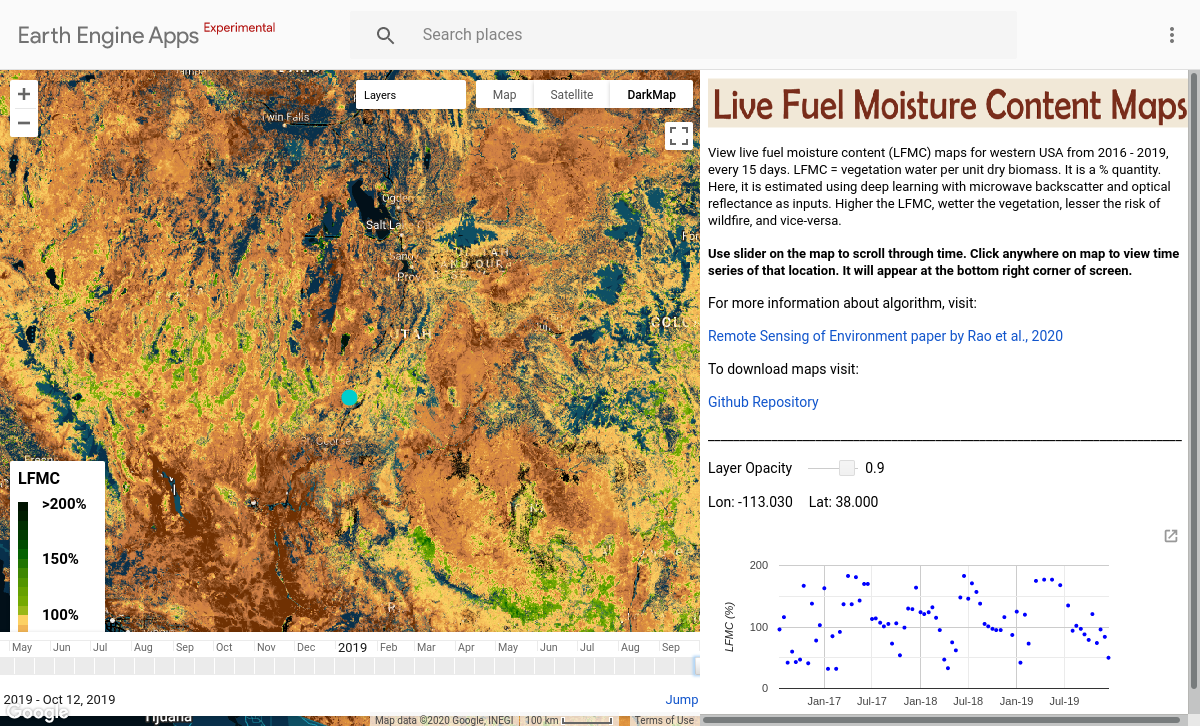 Earth Engine Apps Experimental
Search places
Layers
Map
Satellite
DarkMap
Twin Falls
Ogden
Salt La
Sand
Prov
UTAH
AND OUR
COLO
George
Fresno
LFMC
>200%
150%
100%
May Jun Jul Aug Sep Oct Nov Dec 2019 Feb Mar Apr May Jun Jul Aug Sep
2019 - Oct 12, 2019
Jump
Google
Tijuana
Map data ©2020 Google, INEGI
100 km
Terms of Use
Live Fuel Moisture Content Maps
View live fuel moisture content (LFMC) maps for western USA from 2016 - 2019,
every 15 days. LFMC = vegetation water per unit dry biomass. It is a % quantity.
Here, it is estimated using deep learning with microwave backscatter and optical
reflectance as inputs. Higher the LFMC, wetter the vegetation, lesser the risk of
wildfire, and vice-versa.
Use slider on the map to scroll through time. Click anywhere on map to view time
series of that location. It will appear at the bottom right corner of screen.
For more information about algorithm, visit:
Remote Sensing of Environment paper by Rao et al., 2020
To download maps visit:
Github Repository
Layer Opacity 0.9
Lon: -113.030 Lat: 38.000
LFMC (%)
200
100
0
Jan-17 Jul-17 Jan-18 Jul-18 Jan-19 Jul-19